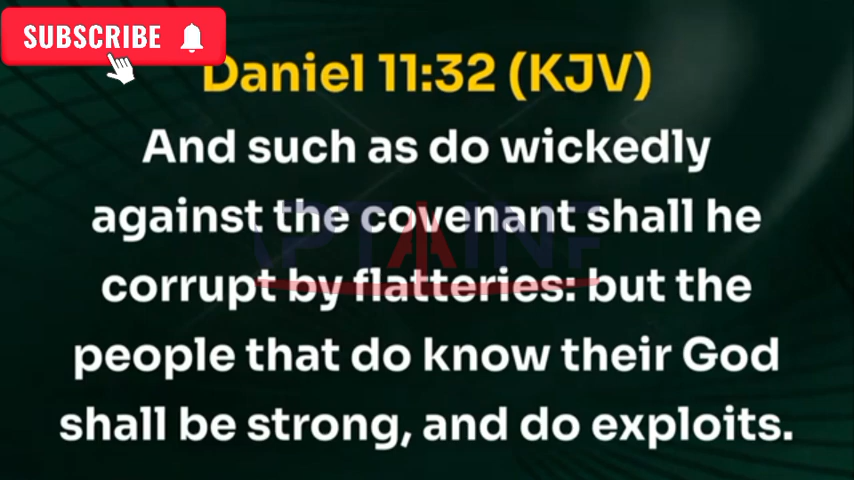 SUBSCRIBE
Daniel 11:32 (KJV)
And such as do wickedly
against the covenant shall he
corrupt by flatteries: but the
people that do know their God
shall be strong, and do exploits.